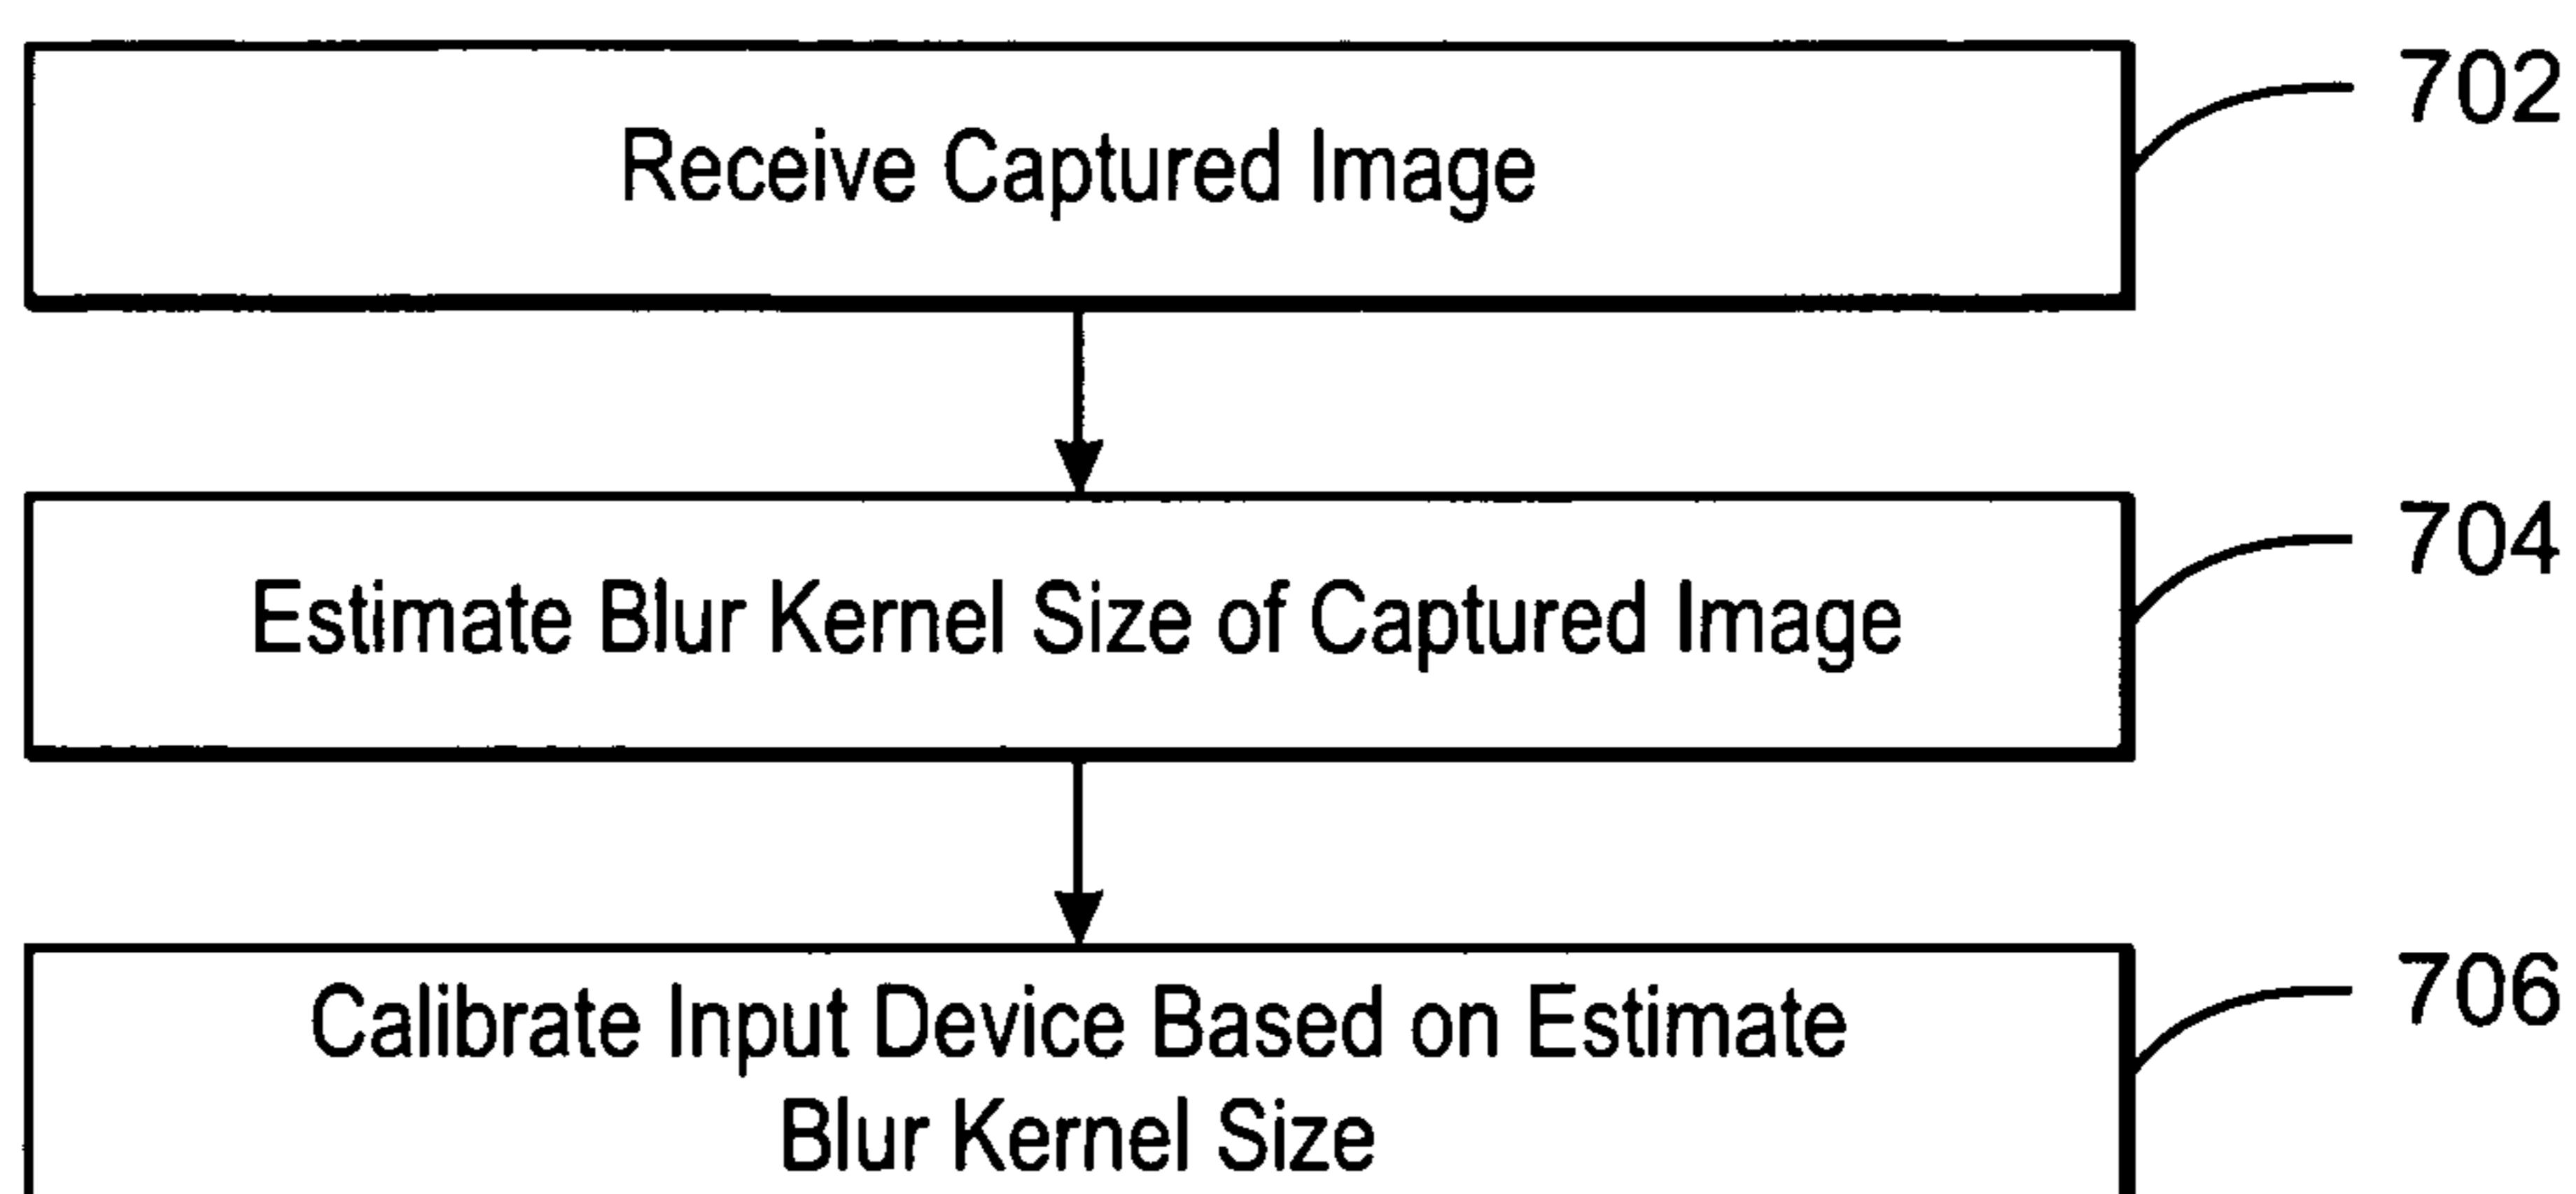 Receive Captured Image
702
Estimate Blur Kernel Size of Captured Image
704
Calibrate Input Device Based on Estimate
Blur Kernel Size
706